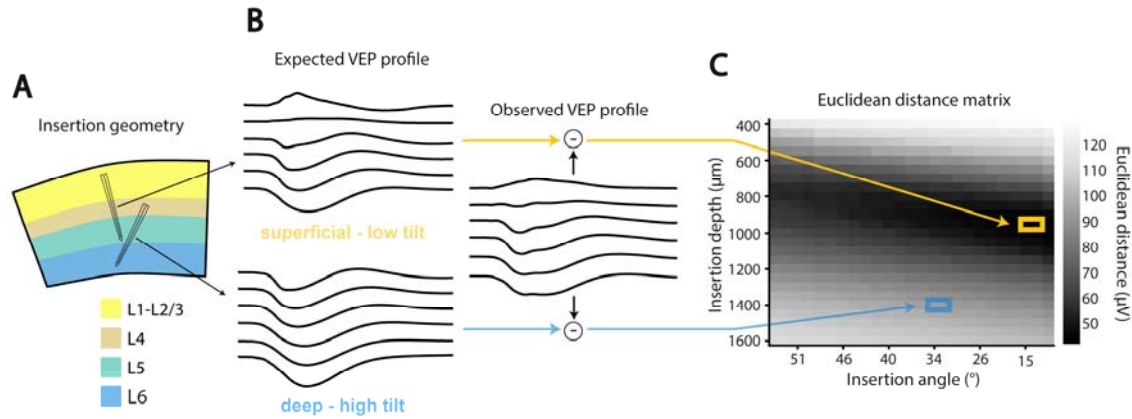 A
Insertion geometry
L1-L2/3
L4
L5
L6
B
Expected VEP profile
superficial - low tilt
deep - high tilt
Observed VEP profile
-
-
C
Euclidean distance matrix
Insertion depth (μm)
400
600
800
1000
1200
1400
1600
51 46 40 34 26 15
Insertion angle (°)
120
110
100
90
80
70
60
50
Euclidean distance (μV)